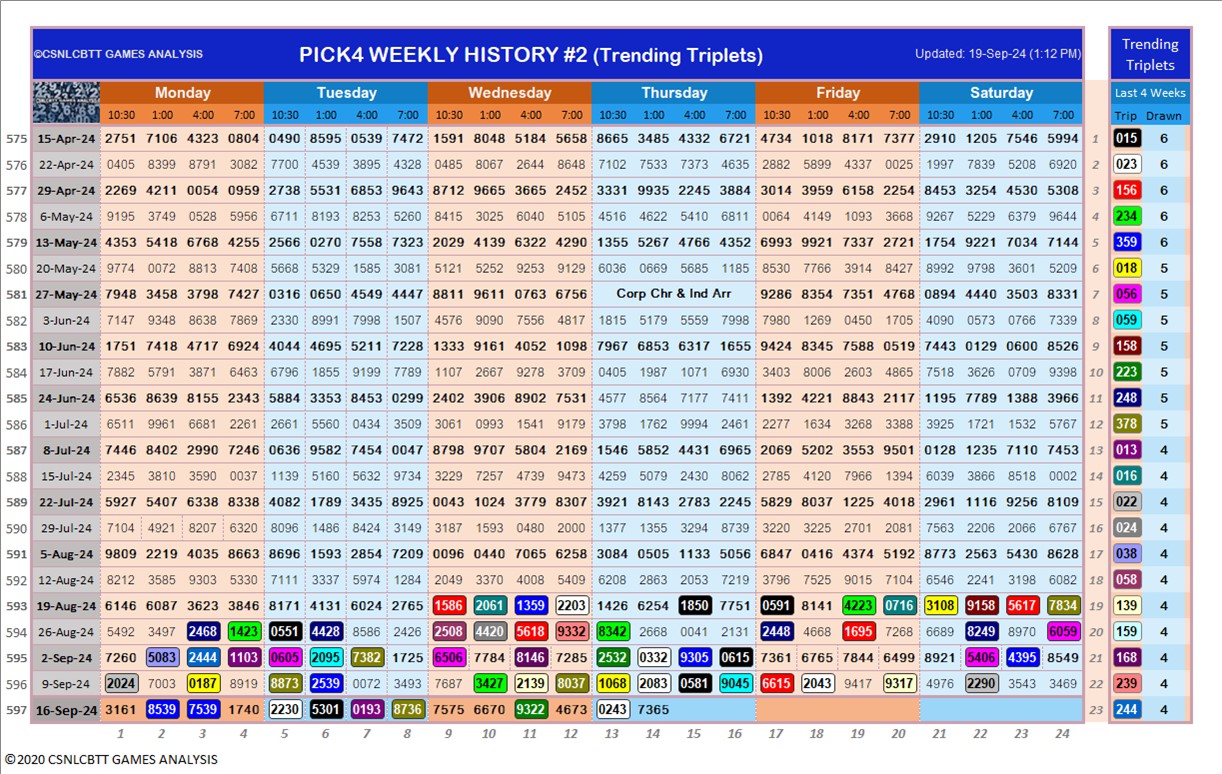 ©CSNLCBTT GAMES ANALYSIS PICK4 WEEKLY HISTORY #2 (Trending Triplets) Updated: 19-Sep-24 (1:12 PM) Trending Triplets
Monday Tuesday Wednesday Thursday Friday Saturday Last 4 Weeks
10:30 1:00 4:00 7:00 10:30 1:00 4:00 7:00 10:30 1:00 4:00 7:00 10:30 1:00 4:00 7:00 10:30 1:00 4:00 7:00 10:30 1:00 4:00 7:00 Trip Drawn
575 15-Apr-24 2751 7106 4323 0804 0490 8595 0539 7472 1591 8048 5184 5658 8665 3485 4332 6721 4734 1018 8171 7377 2910 1205 7546 5994 1 015 6
576 22-Apr-24 0405 8399 8791 3082 7700 4539 3895 4328 0485 8067 2644 8648 7102 7533 7373 4635 2882 5899 4337 0025 1997 7839 5208 6920 2 023 6
577 29-Apr-24 2269 4211 0054 0959 2738 5531 6853 9643 8712 9665 3665 2452 3331 9935 2245 3884 3014 3959 6158 2254 8453 3254 4530 5308 3 156 6
578 6-May-24 9195 3749 0528 5956 6711 8193 8253 5260 8415 3025 6040 5105 4516 4622 5410 6811 0064 4149 1093 3668 9267 5229 6379 9644 4 234 6
579 13-May-24 4353 5418 6768 4255 2566 0270 7558 7323 2029 4139 6322 4290 1355 5267 4766 4352 6993 9921 7337 2721 1754 9221 7034 7144 5 359 6
580 20-May-24 9774 0072 8813 7408 5668 5329 1585 3081 5121 5252 9253 9129 6036 0669 5685 1185 8530 7766 3914 8427 8992 9798 3601 5209 6 018 5
581 27-May-24 7948 3458 3798 7427 0316 0650 4549 4447 8811 9611 0763 6756 Corp Chr & Ind Arr 9286 8354 7351 4768 0894 4440 3503 8331 7 056 5
582 3-Jun-24 7147 9348 8638 7869 2330 8991 7998 1507 4576 9090 7556 4817 1815 5179 5559 7998 7980 1269 0450 1705 4090 0573 0766 7339 8 059 5
583 10-Jun-24 1751 7418 4717 6924 4044 4695 5211 7228 1333 9161 4052 1098 7967 6853 6317 1655 9424 8345 7588 0519 7443 0129 0600 8526 9 158 5
584 17-Jun-24 7882 5791 3871 6463 6796 1855 9199 7789 1107 2667 9278 3709 0405 1987 1071 6930 3403 8006 2603 4865 7518 3626 0709 9398 10 223 5
585 24-Jun-24 6536 8639 8155 2343 5884 3353 8453 0299 2402 3906 8902 7531 4577 8564 7177 7411 1392 4221 8843 2117 1195 7789 1388 3966 11 248 5
586 1-Jul-24 6511 9961 6681 2261 2661 5560 0434 3509 3061 0993 1541 9179 3798 1762 9994 2461 2277 1634 3268 3388 3925 1721 1532 5767 12 378 5
587 8-Jul-24 7446 8402 2990 7246 0636 9582 7454 0047 3798 9707 5804 2169 1546 5852 4431 6965 2069 5202 3553 9501 0128 1235 7110 7453 13 013 4
588 15-Jul-24 2345 3810 3590 0037 1139 5160 5632 9734 1229 7257 4739 9473 4259 5079 2430 8062 2785 4120 7966 1394 6039 3866 8518 0002 14 016 4
589 22-Jul-24 5927 5407 6338 8338 4082 1789 3435 8925 0043 1024 3779 8307 3921 8143 2783 2245 5829 8037 1225 4018 2961 1116 9256 8109 15 022 4
590 29-Jul-24 7104 4921 8207 6320 8096 1486 8424 3149 3187 1593 0480 2000 1377 1355 3294 8739 3220 3225 2701 2081 7563 2206 2066 6767 16 024 4
591 5-Aug-24 9809 2219 4035 8663 8696 1593 2854 7209 0096 0440 7065 6258 3084 0505 1133 5056 6847 0416 4374 5192 8773 2563 5430 8628 17 038 4
592 12-Aug-24 8212 3585 9303 5330 7111 3337 5974 1284 2049 3370 4008 5409 6208 2863 2053 7219 3796 7525 9015 7104 6546 2241 3198 6082 18 058 4
593 19-Aug-24 6146 6087 3623 3846 8171 4131 6024 2765 1586 2061 1359 2203 1426 6254 1850 7751 0591 8141 4223 0716 3108 9158 5617 7834 19 139 4
594 26-Aug-24 5492 3497 2468 1423 0551 4428 8586 2426 2508 4420 5618 9332 8342 2668 0041 2131 2448 4668 1695 7268 6689 8249 8970 6059 20 159 4
595 2-Sep-24 7260 5083 2444 1103 0605 2095 7382 1725 6506 7784 8146 7285 2532 0332 9305 0615 7361 6765 7844 6499 8921 5406 4395 8549 21 168 4
596 9-Sep-24 2024 7003 0187 8919 8873 2539 0072 3493 7687 3427 2139 8037 1068 2083 0581 9045 6615 2043 9417 9317 4976 2290 3543 3469 22 239 4
597 16-Sep-24 3161 8539 7539 1740 2230 5301 0193 8736 7575 6670 9322 4673 0243 7365 23 244 4
1 2 3 4 5 6 7 8 9 10 11 12 13 14 15 16 17 18 19 20 21 22 23 24
©2020 CSNLCBTT GAMES ANALYSIS